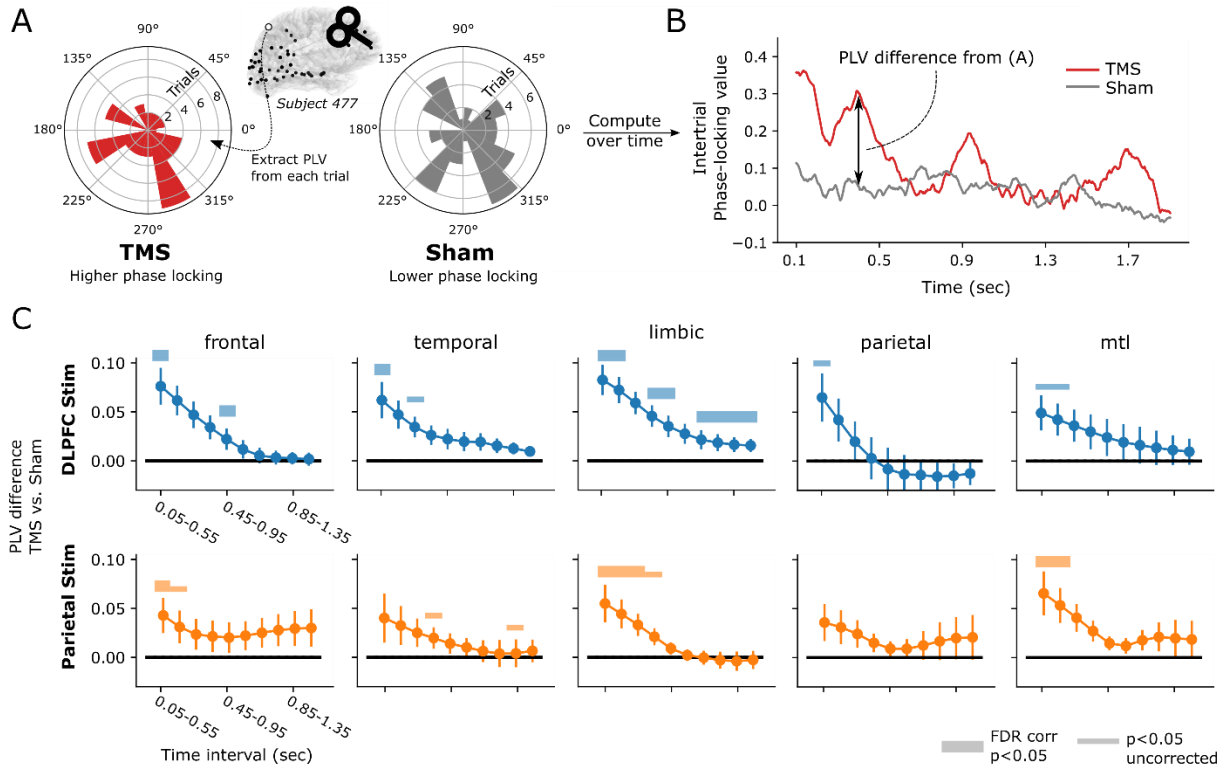 A
B
90°
135°
45°
180°
0°
225°
315°
270°
Trials
2
4
6
8
TMS
Higher phase locking
Subject 477
Extract PLV
from each trial
90°
135°
45°
180°
0°
225°
315°
270°
Trials
2
4
6
Sham
Lower phase locking
Compute
over time
PLV difference from (A)
TMS
Sham
Intertrial
Phase-locking value
0.4
0.3
0.2
0.1
0.0
−0.1
0.1
0.5
0.9
1.3
1.7
Time (sec)
C
frontal
temporal
limbic
parietal
mtl
PLV difference
TMS vs. Sham
DLPFC Stim
0.10
0.05
0.00
0.05-0.55
0.45-0.95
0.85-1.35
Parietal Stim
0.10
0.05
0.00
0.05-0.55
0.45-0.95
0.85-1.35
Time interval (sec)
FDR corr
p<0.05
p<0.05
uncorrected